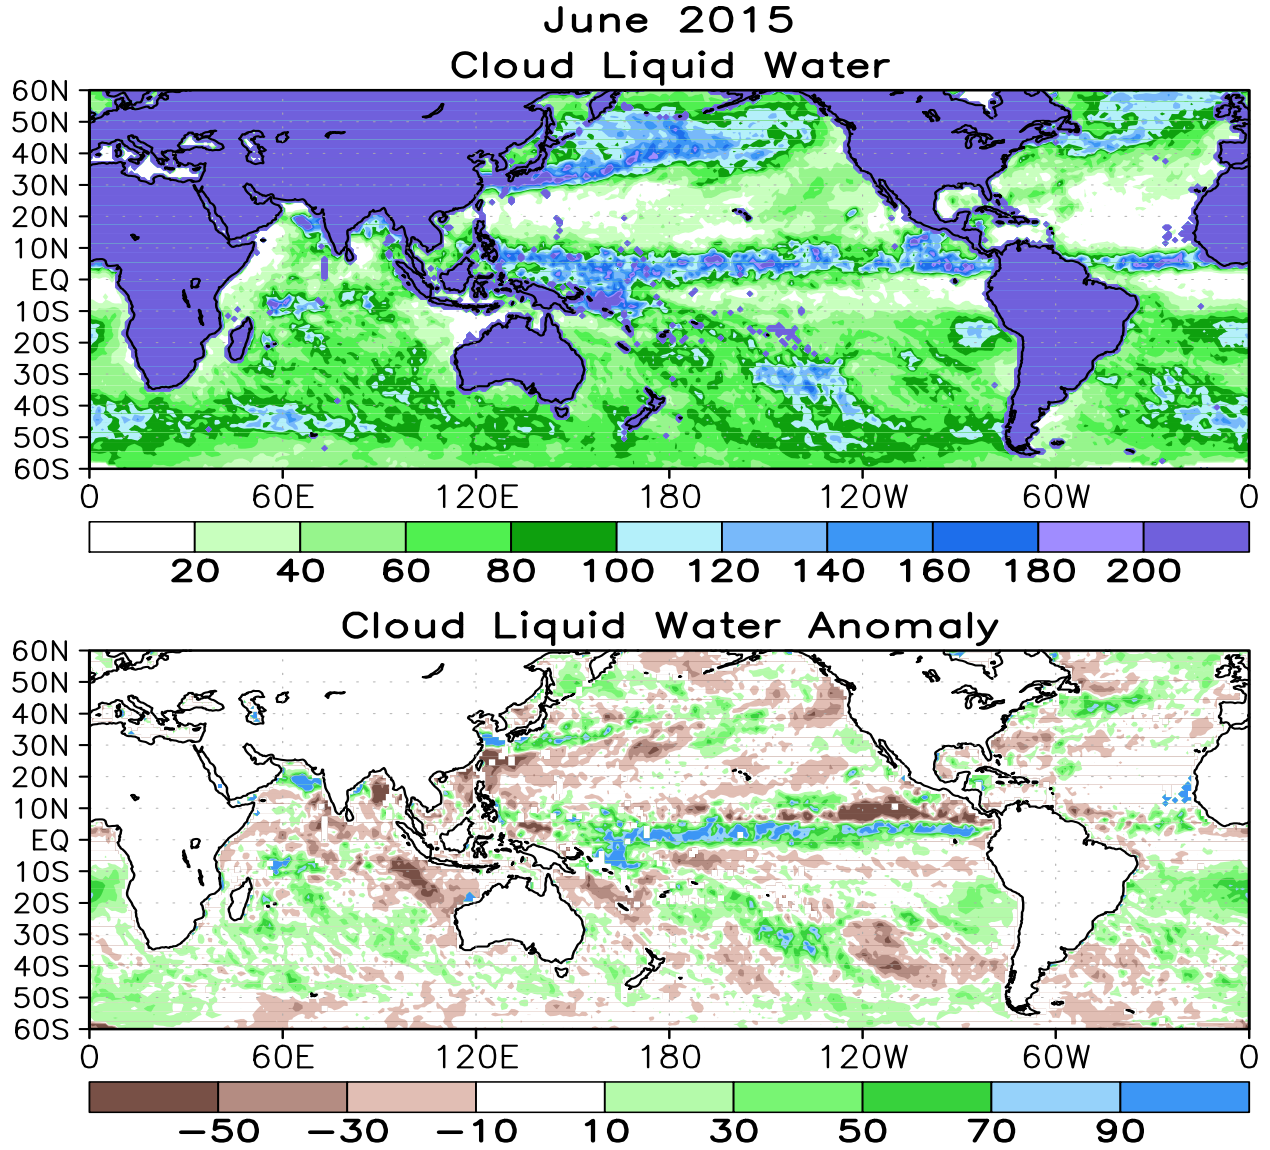 June 2015
Cloud Liquid Water
60N
50N
40N
30N
20N
10N
EQ
10S
20S
30S
40S
50S
60S
0 60E 120E 180 120W 60W 0
20 40 60 80 100 120 140 160 180 200
Cloud Liquid Water Anomaly
60N
50N
40N
30N
20N
10N
EQ
10S
20S
30S
40S
50S
60S
0 60E 120E 180 120W 60W 0
−50 −30 −10 10 30 50 70 90